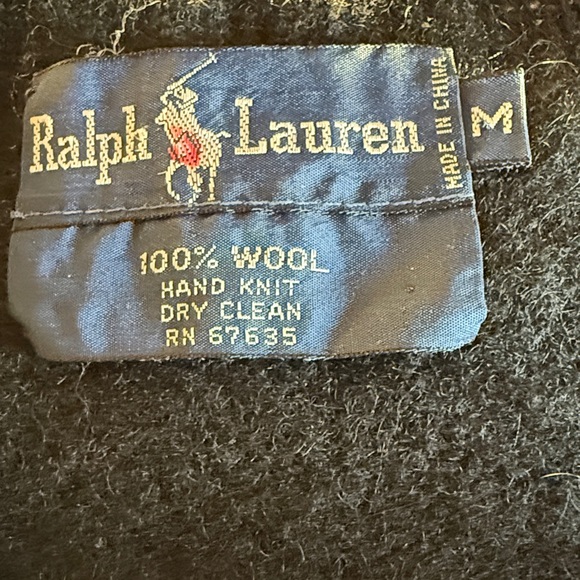 Ralph Lauren
MADE IN CHINA
M
100% WOOL
HAND KNIT
DRY CLEAN
RN 67635